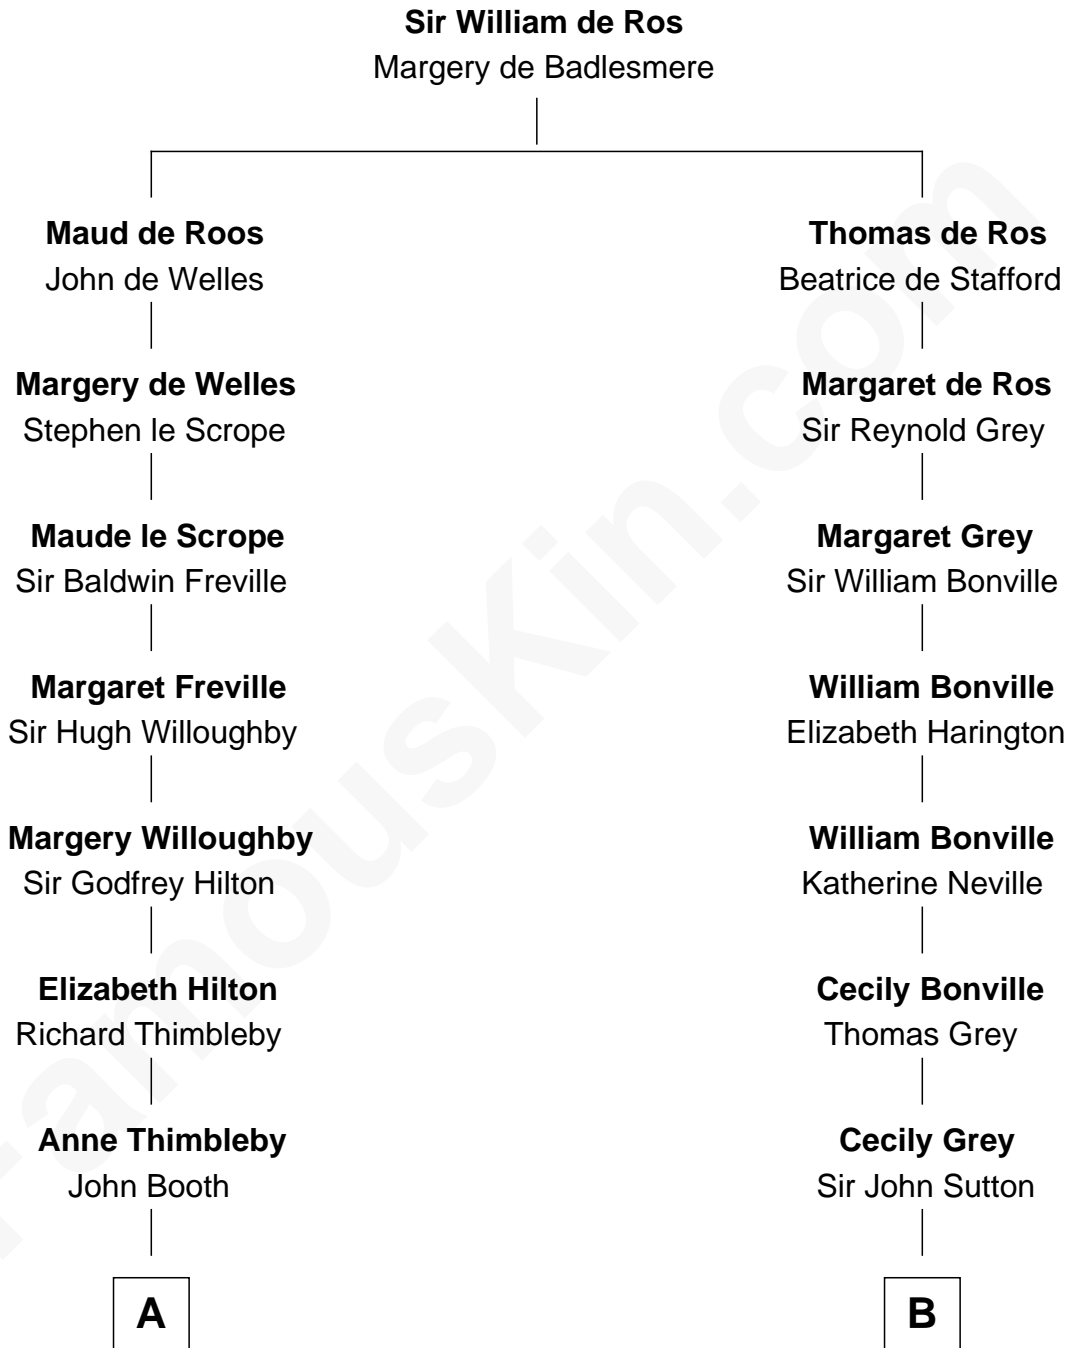 Sir William de Ros
Margery de Badlesmere
Maud de Roos
John de Welles
Thomas de Ros
Beatrice de Stafford
Margery de Welles
Stephen le Scrope
Margaret de Ros
Sir Reynold Grey
Maude le Scrope
Sir Baldwin Freville
Margaret Grey
Sir William Bonville
Margaret Freville
Sir Hugh Willoughby
William Bonville
Elizabeth Harington
Margery Willoughby
Sir Godfrey Hilton
William Bonville
Katherine Neville
Elizabeth Hilton
Richard Thimbleby
Cecily Bonville
Thomas Grey
Anne Thimbleby
John Booth
Cecily Grey
Sir John Sutton
A
B
FamousKin.com